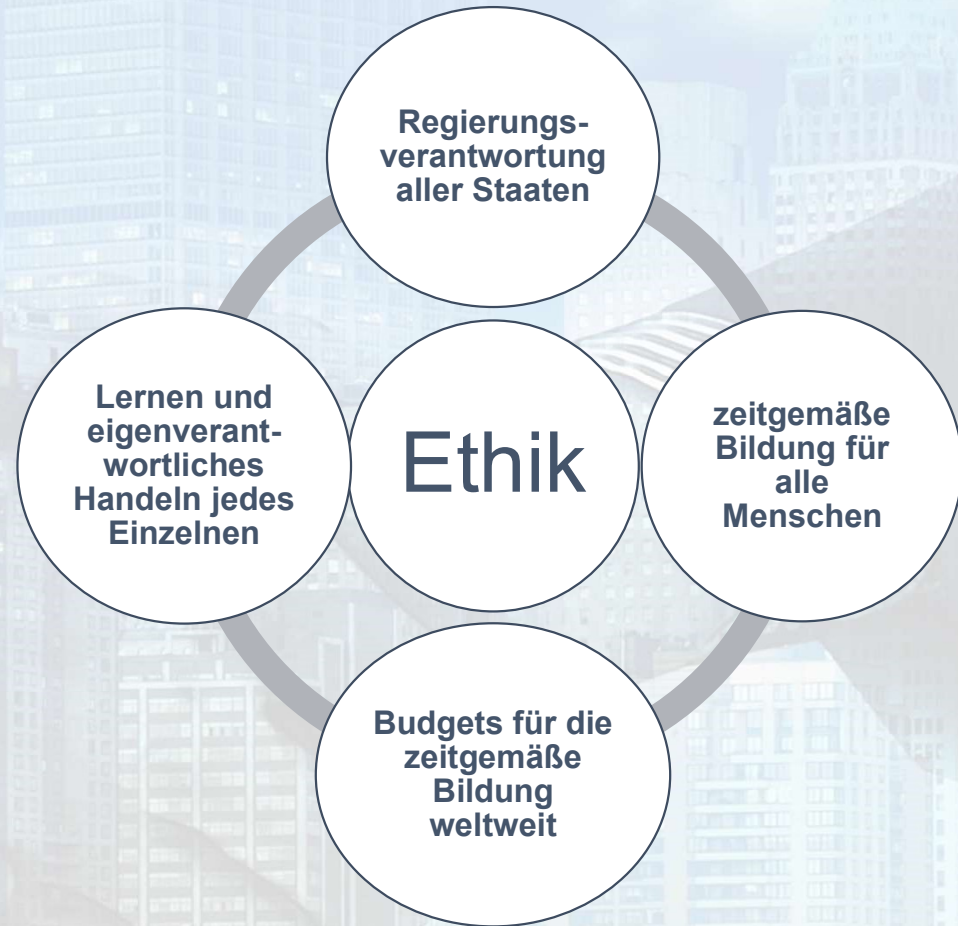 Regierungs-
verantwortung
aller Staaten
Lernen und
eigenverant-
wortliches
Handeln jedes
Einzelnen
Ethik
zeitgemäße
Bildung für
alle
Menschen
Budgets für die
zeitgemäße
Bildung
weltweit